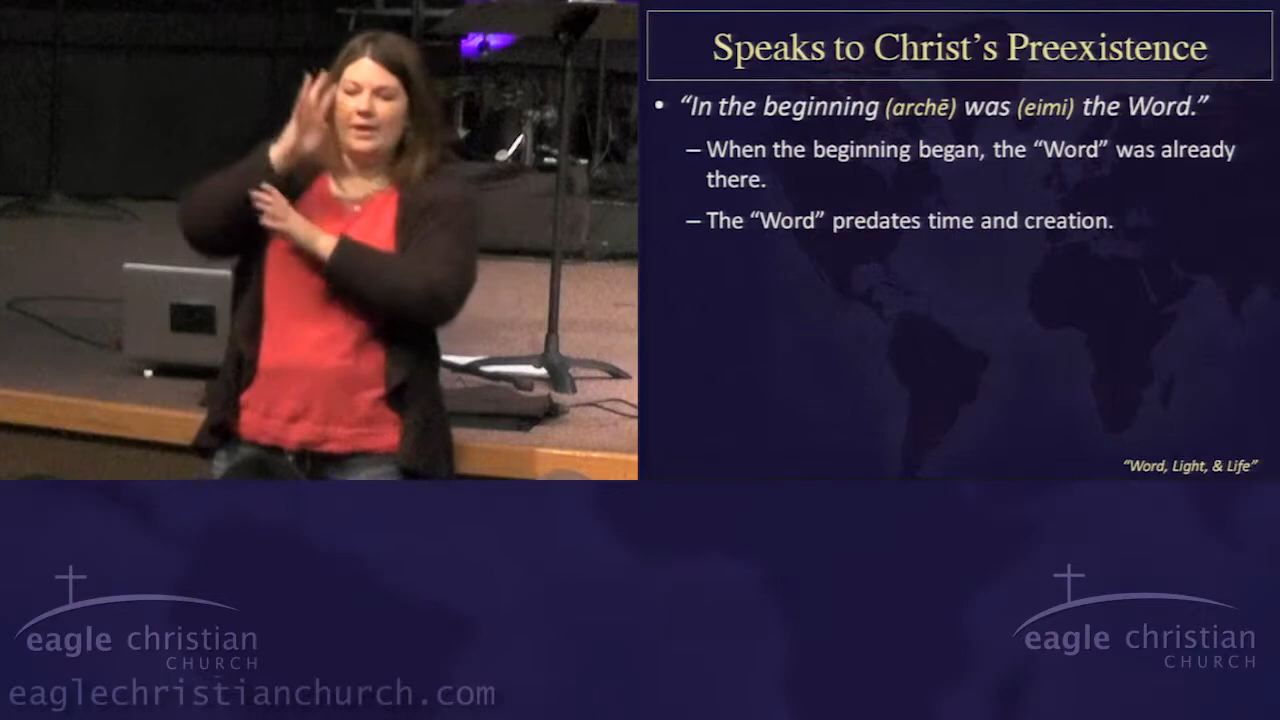 Speaks to Christ's Preexistence
• “In the beginning (archē) was (eimi) the Word.”
– When the beginning began, the “Word” was already
there.
– The “Word” predates time and creation.
“Word, Light, & Life”
eagle christian
CHURCH
eagle christian
CHURCH
eaglechristianchurch.com